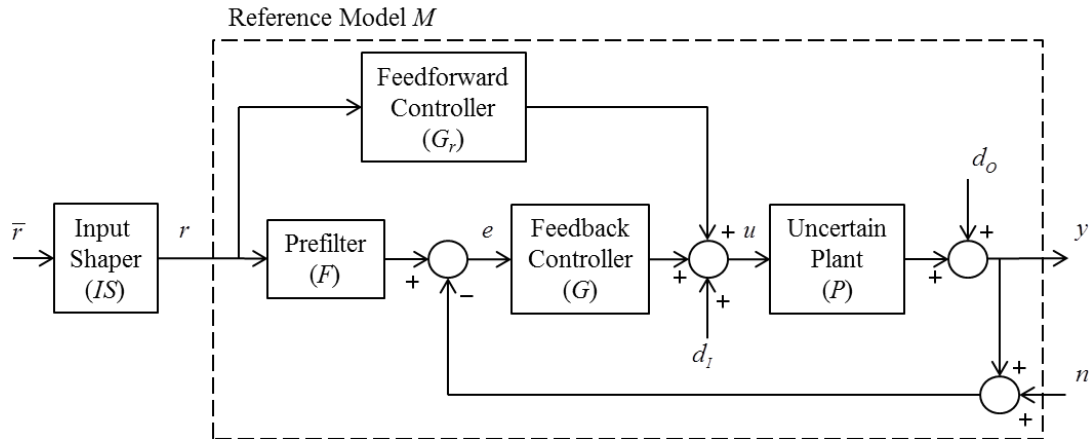 Reference Model M
Feedforward
Controller
(Gr)
dO
r̅
Input
Shaper
(IS)
r
Prefilter
(F)
e
Feedback
Controller
(G)
u
Uncertain
Plant
(P)
y
+
−
+
+
+
+
+
dI
+
+
n